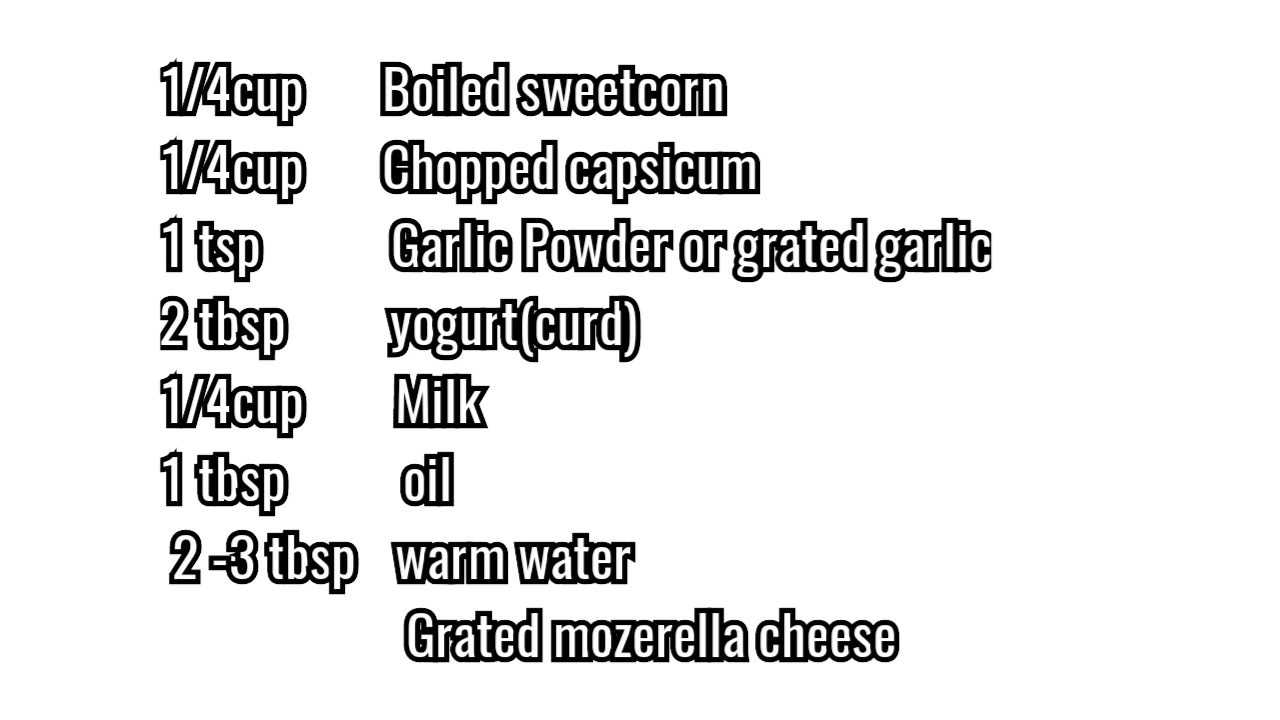 1/4cup Boiled sweetcorn
1/4cup Chopped capsicum
1 tsp Garlic Powder or grated garlic
2 tbsp yogurt(curd)
1/4cup Milk
1 tbsp oil
2 -3 tbsp warm water
Grated mozerella cheese